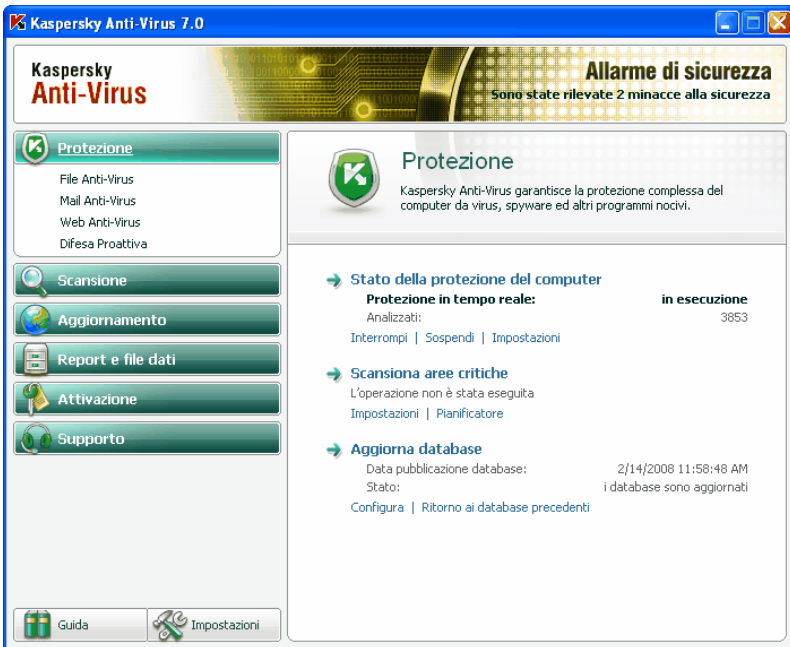 Kaspersky Anti-Virus 7.0
Kaspersky
Anti-Virus
Allarme di sicurezza
Sono state rilevate 2 minacce alla sicurezza
Protezione
File Anti-Virus
Mail Anti-Virus
Web Anti-Virus
Difesa Proattiva
Scansione
Aggiornamento
Report e file dati
Attivazione
Supporto
Guida
Impostazioni
Protezione
Kaspersky Anti-Virus garantisce la protezione complessa del
computer da virus, spyware ed altri programmi nocivi.
Stato della protezione del computer
Protezione in tempo reale: in esecuzione
Analizzati: 3853
Interrompi | Sospendi | Impostazioni
Scansiona aree critiche
L'operazione non è stata eseguita
Impostazioni | Pianificatore
Aggiorna database
Data pubblicazione database: 2/14/2008 11:58:48 AM
Stato: i database sono aggiornati
Configura | Ritorno ai database precedenti